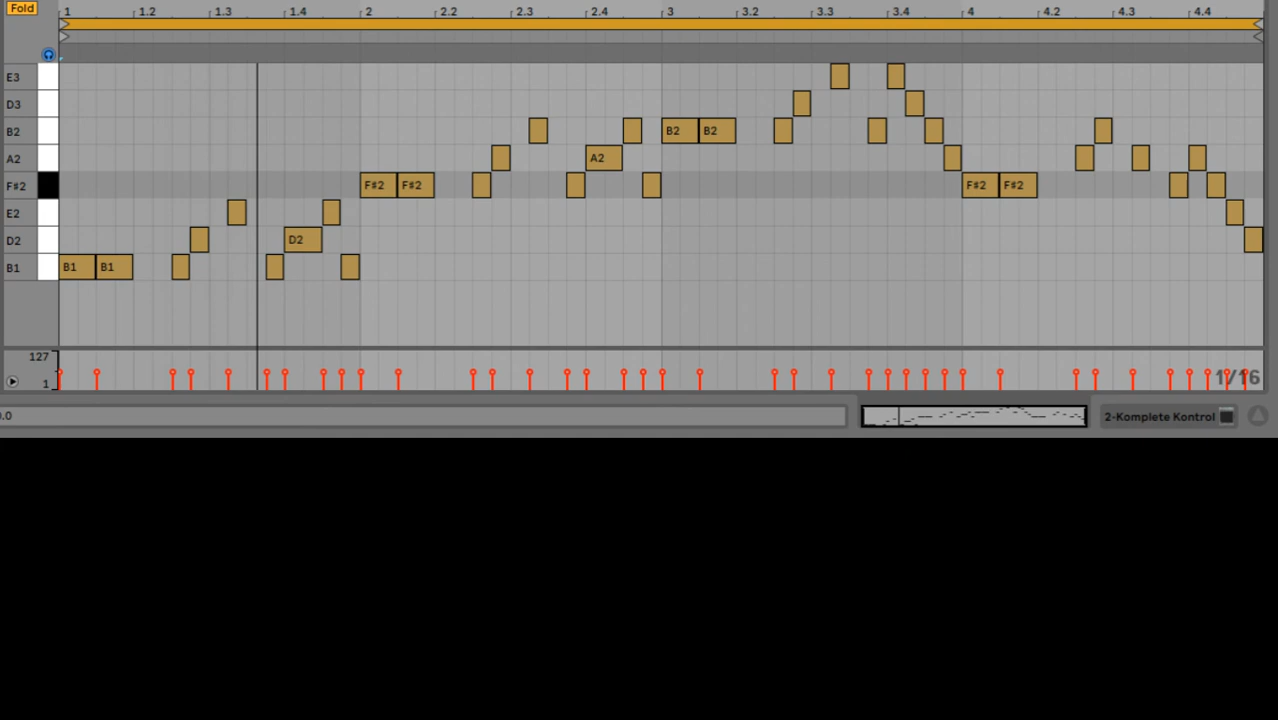 Fold
1 1.2 1.3 1.4 2 2.2 2.3 2.4 3 3.2 3.3 3.4 4 4.2 4.3 4.4
E3
D3
B2 B2 B2
A2 A2
F#2 F#2 F#2 F#2 F#2
E2
D2 D2
B1 B1 B1
127
1 1/16
0.0 2-Komplete Kontrol